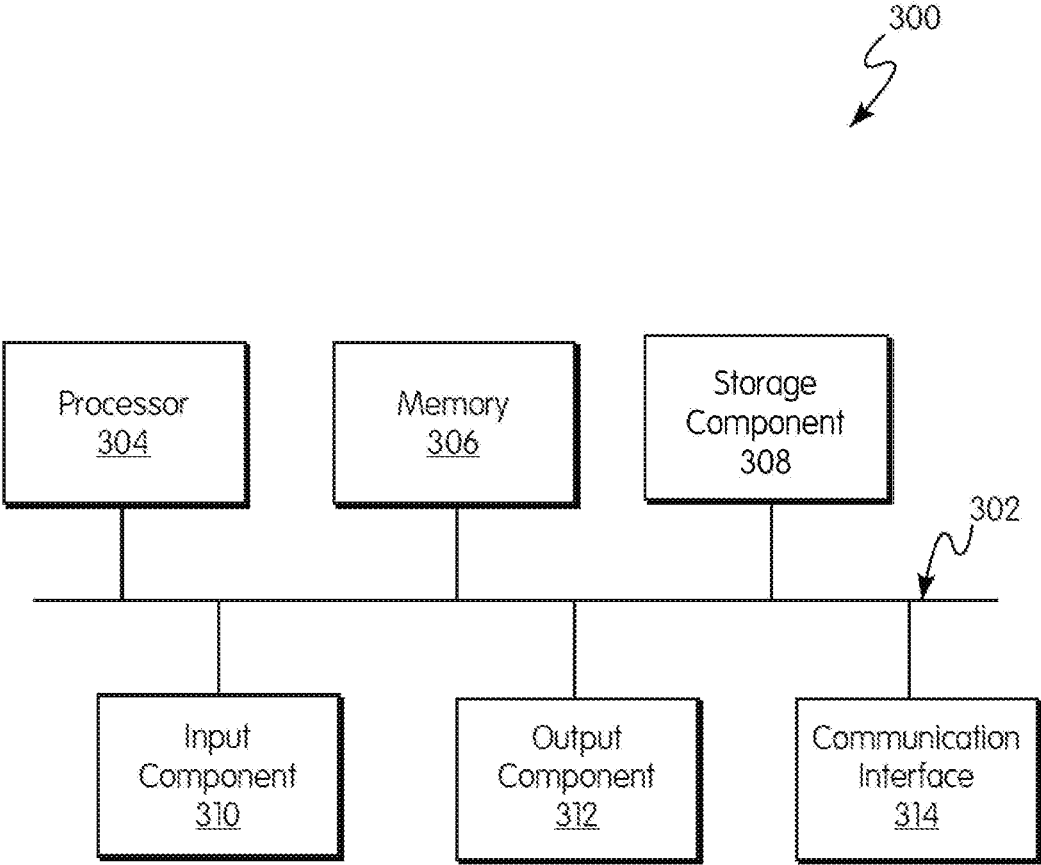 300
Processor
304
Memory
306
Storage
Component
308
302
Input
Component
310
Output
Component
312
Communication
Interface
314